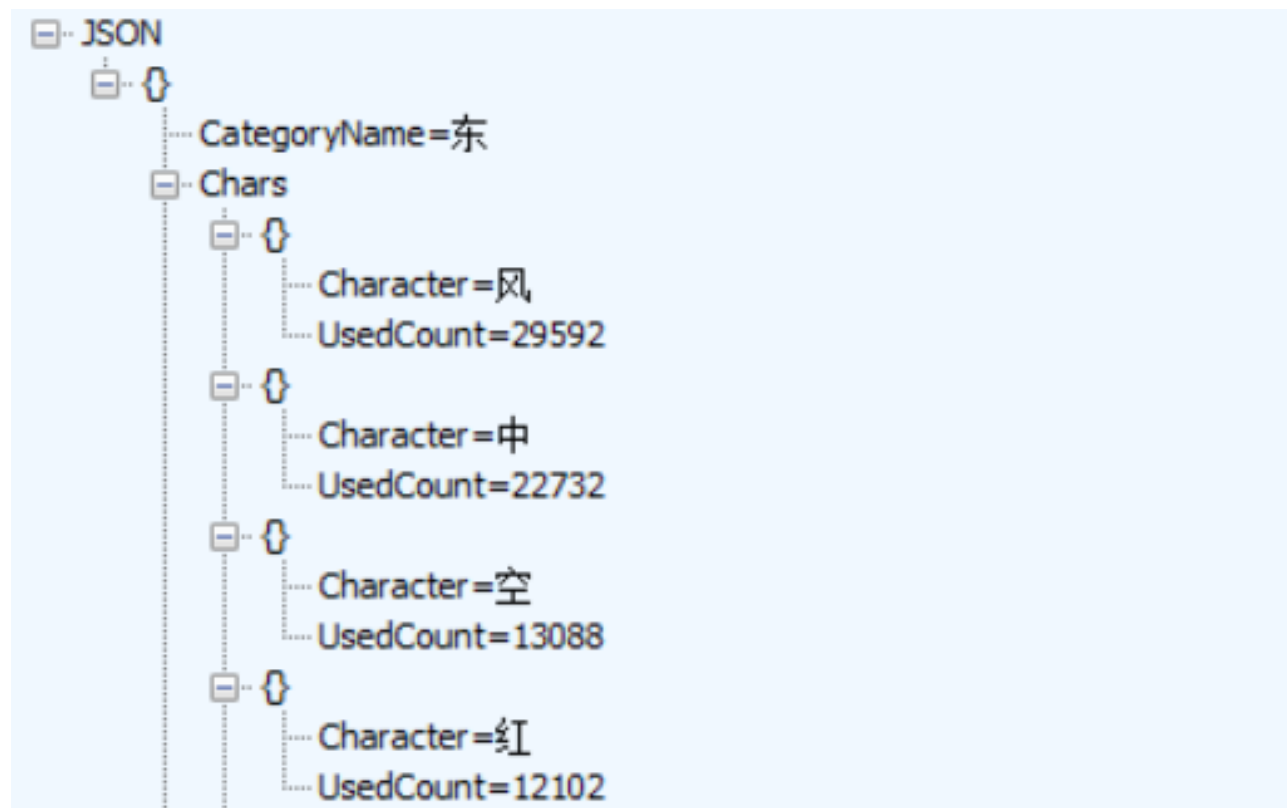 JSON
{}
CategoryName=东
Chars
{}
Character=风
UsedCount=29592
{}
Character=中
UsedCount=22732
{}
Character=空
UsedCount=13088
{}
Character=红
UsedCount=12102